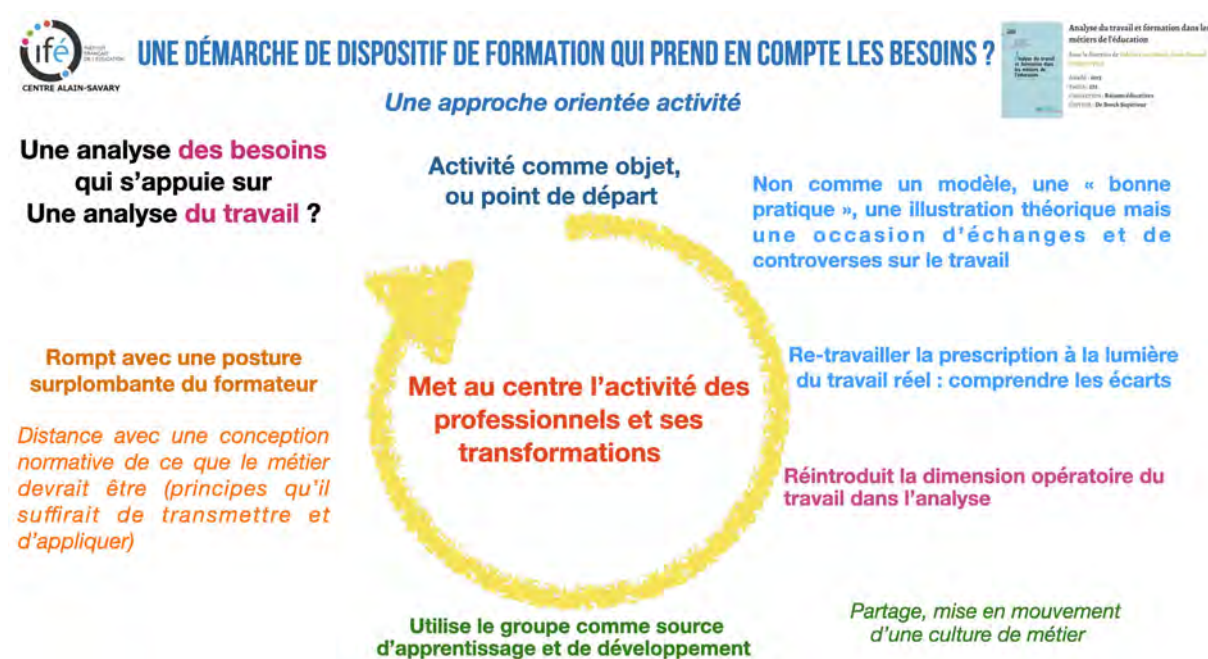 ifé
INSTITUT
FRANÇAIS
DE L'ÉDUCATION
CENTRE ALAIN-SAVARY
UNE DÉMARCHE DE DISPOSITIF DE FORMATION QUI PREND EN COMPTE LES BESOINS ?
Analyse du travail et formation dans les
métiers de l'éducation
Une approche orientée activité
Une analyse des besoins
qui s'appuie sur
Une analyse du travail ?
Activité comme objet,
ou point de départ
Non comme un modèle, une « bonne
pratique », une illustration théorique mais
une occasion d'échanges et de
controverses sur le travail
Rompt avec une posture
surplombante du formateur
Distance avec une conception
normative de ce que le métier
devrait être (principes qu'il
suffirait de transmettre et
d'appliquer)
Met au centre l'activité des
professionnels et ses
transformations
Re-travailler la prescription à la lumière
du travail réel : comprendre les écarts
Réintroduit la dimension opératoire du
travail dans l'analyse
Utilise le groupe comme source
d'apprentissage et de développement
Partage, mise en mouvement
d'une culture de métier